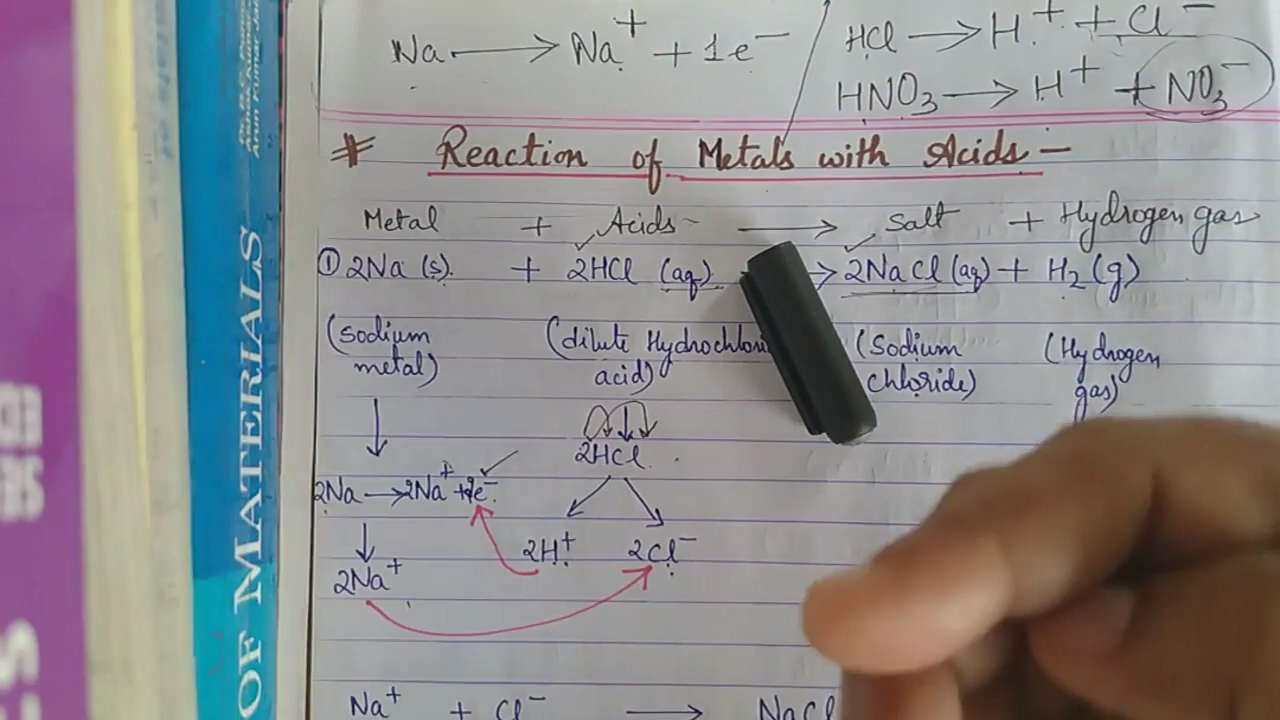 Na ⟶ Na⁺ + 1e⁻
HCl ⟶ H⁺ + Cl⁻
HNO₃ ⟶ H⁺ + NO₃⁻
* Reaction of Metals with Acids –
Metal + Acids ⟶ Salt + Hydrogen gas
① 2Na (s) + 2HCl (aq) → 2NaCl (aq) + H₂ (g)
(sodium metal) (dilute Hydrochlori acid) (Sodium chloride) (Hydrogen gas)
2HCl
2Na ⟶ 2Na⁺ + 2e⁻
2H⁺ 2Cl⁻
2Na⁺
Na⁺ + Cl⁻ ⟶ NaCl
OF MATERIALS